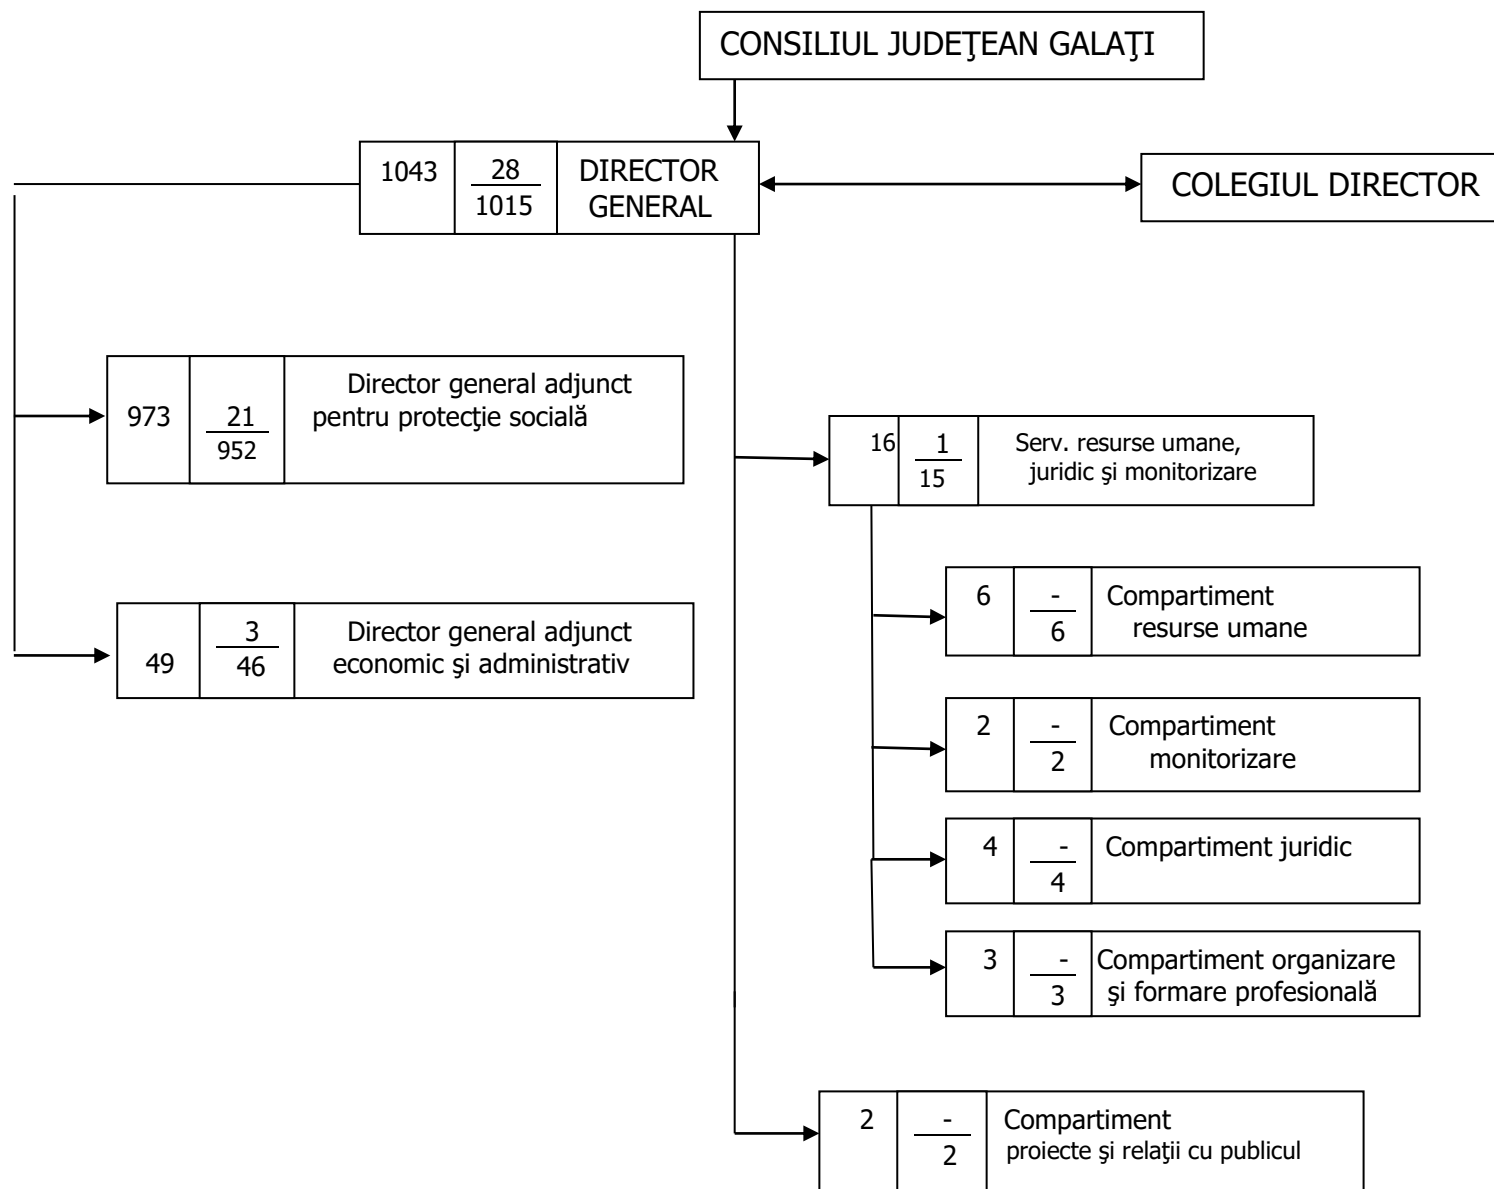 CONSILIUL JUDEŢEAN GALAŢI
1043
28
1015
DIRECTOR
GENERAL
COLEGIUL DIRECTOR
973
21
952
Director general adjunct
pentru protecţie socială
16
1
15
Serv. resurse umane,
juridic şi monitorizare
6
-
6
Compartiment
resurse umane
49
3
46
Director general adjunct
economic şi administrativ
2
-
2
Compartiment
monitorizare
4
-
4
Compartiment juridic
3
-
3
Compartiment organizare
şi formare profesională
2
-
2
Compartiment
proiecte şi relaţii cu publicul